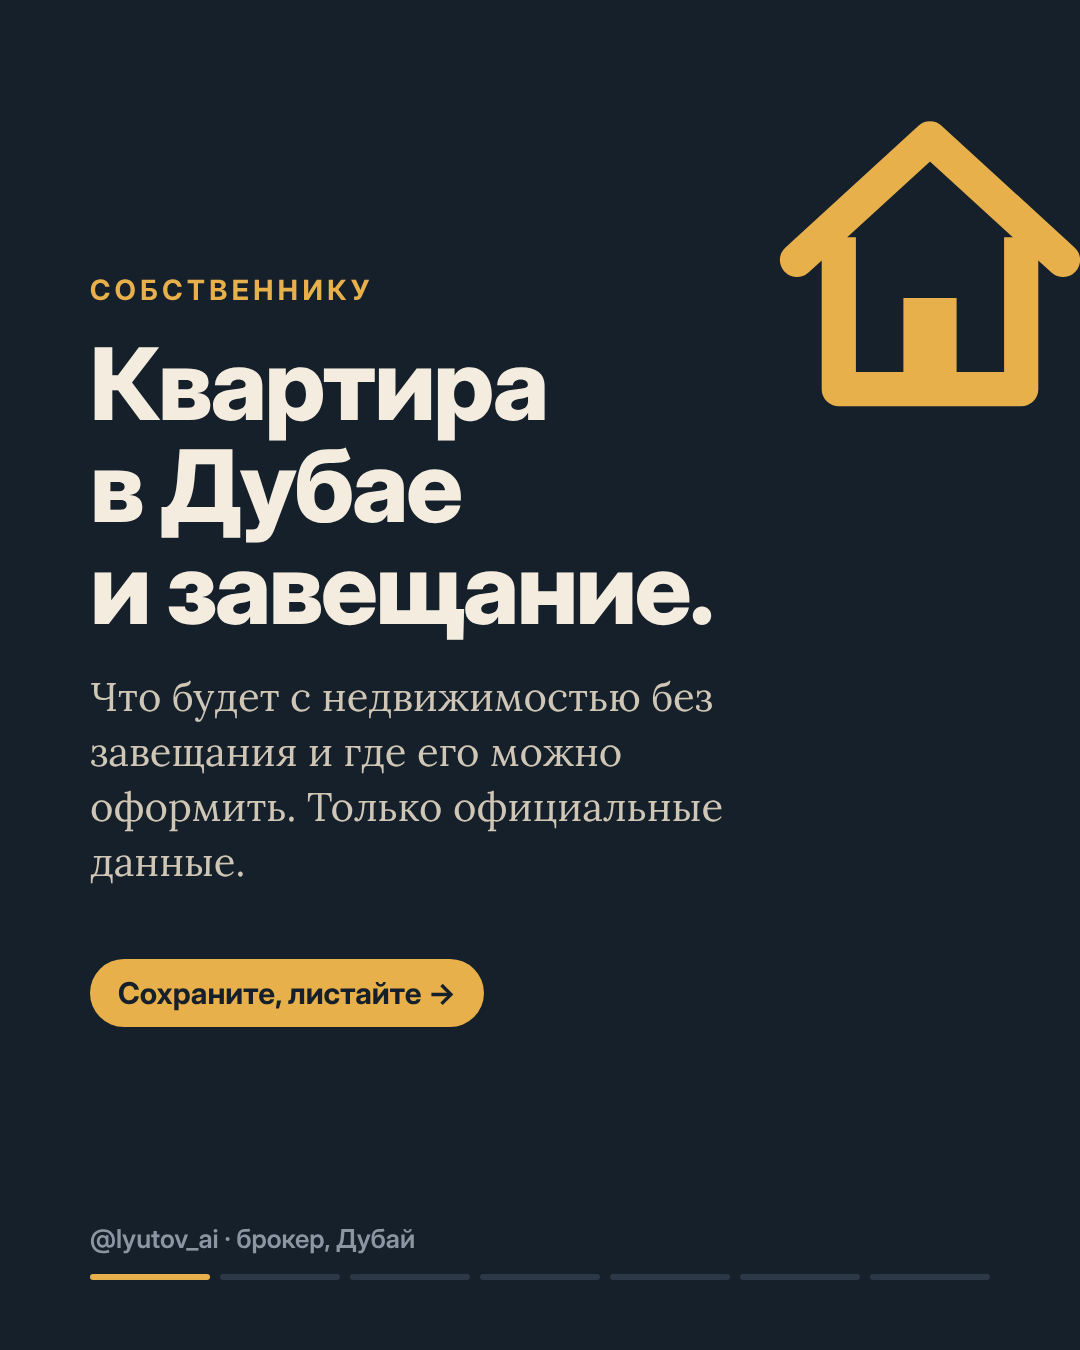 СОБСТВЕННИКУ
Квартира
в Дубае
и завещание.
Что будет с недвижимостью без
завещания и где его можно
оформить. Только официальные
данные.
Сохраните, листайте →
@lyutov_ai · брокер, Дубай